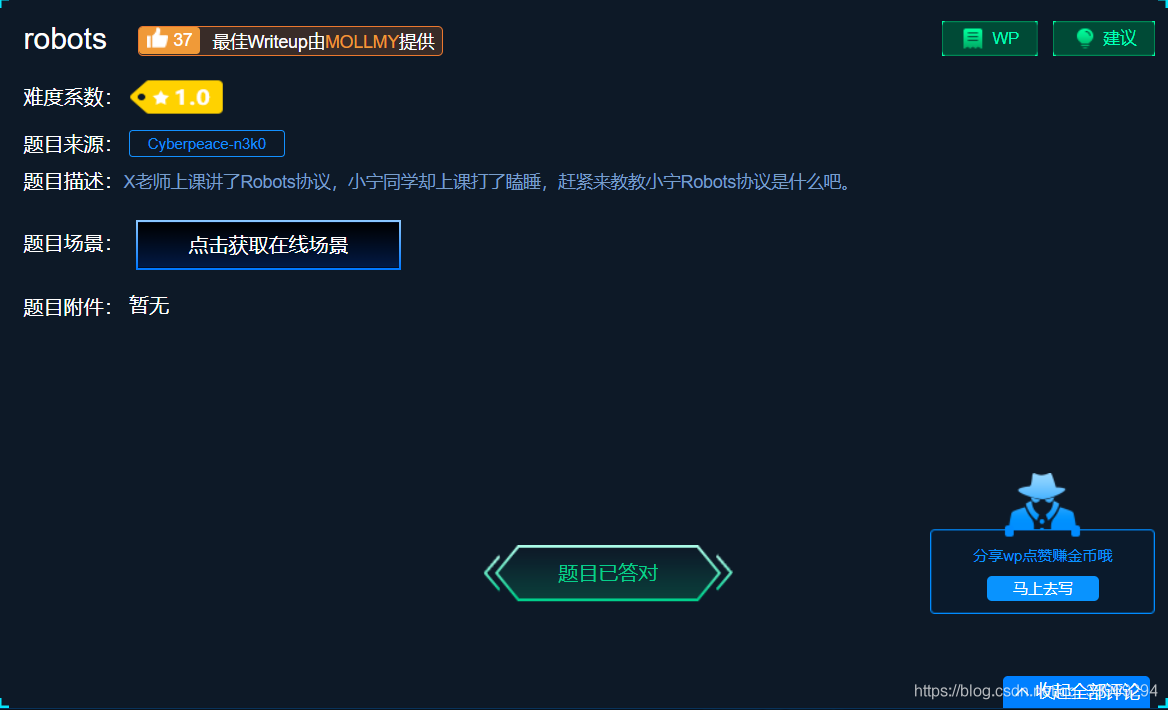 robots 37 最佳Writeup由MOLLMY提供 WP 建议
难度系数： 1.0
题目来源： Cyberpeace-n3k0
题目描述： X老师上课讲了Robots协议，小宁同学却上课打了瞌睡，赶紧来教教小宁Robots协议是什么吧。
题目场景： 点击获取在线场景
题目附件： 暂无
分享wp点赞赚金币哦
题目已答对
马上去写
收起全部评论
https://blog.csdn.